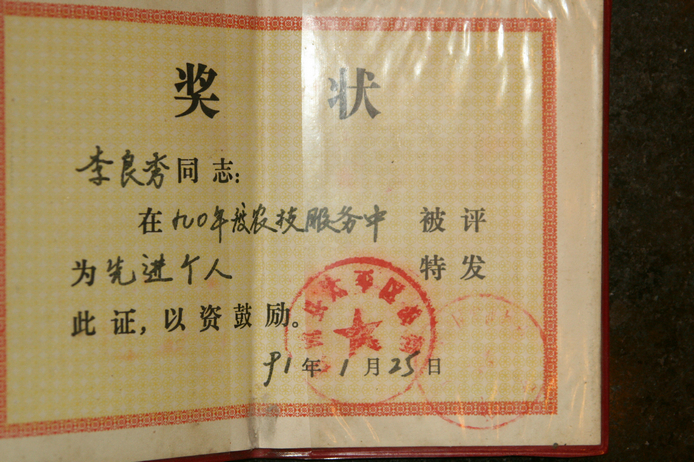 奖 状
李良秀同志：
在九〇年度农技服务中 被评
为先进个人 特发
此证，以资鼓励。
91年1月25日